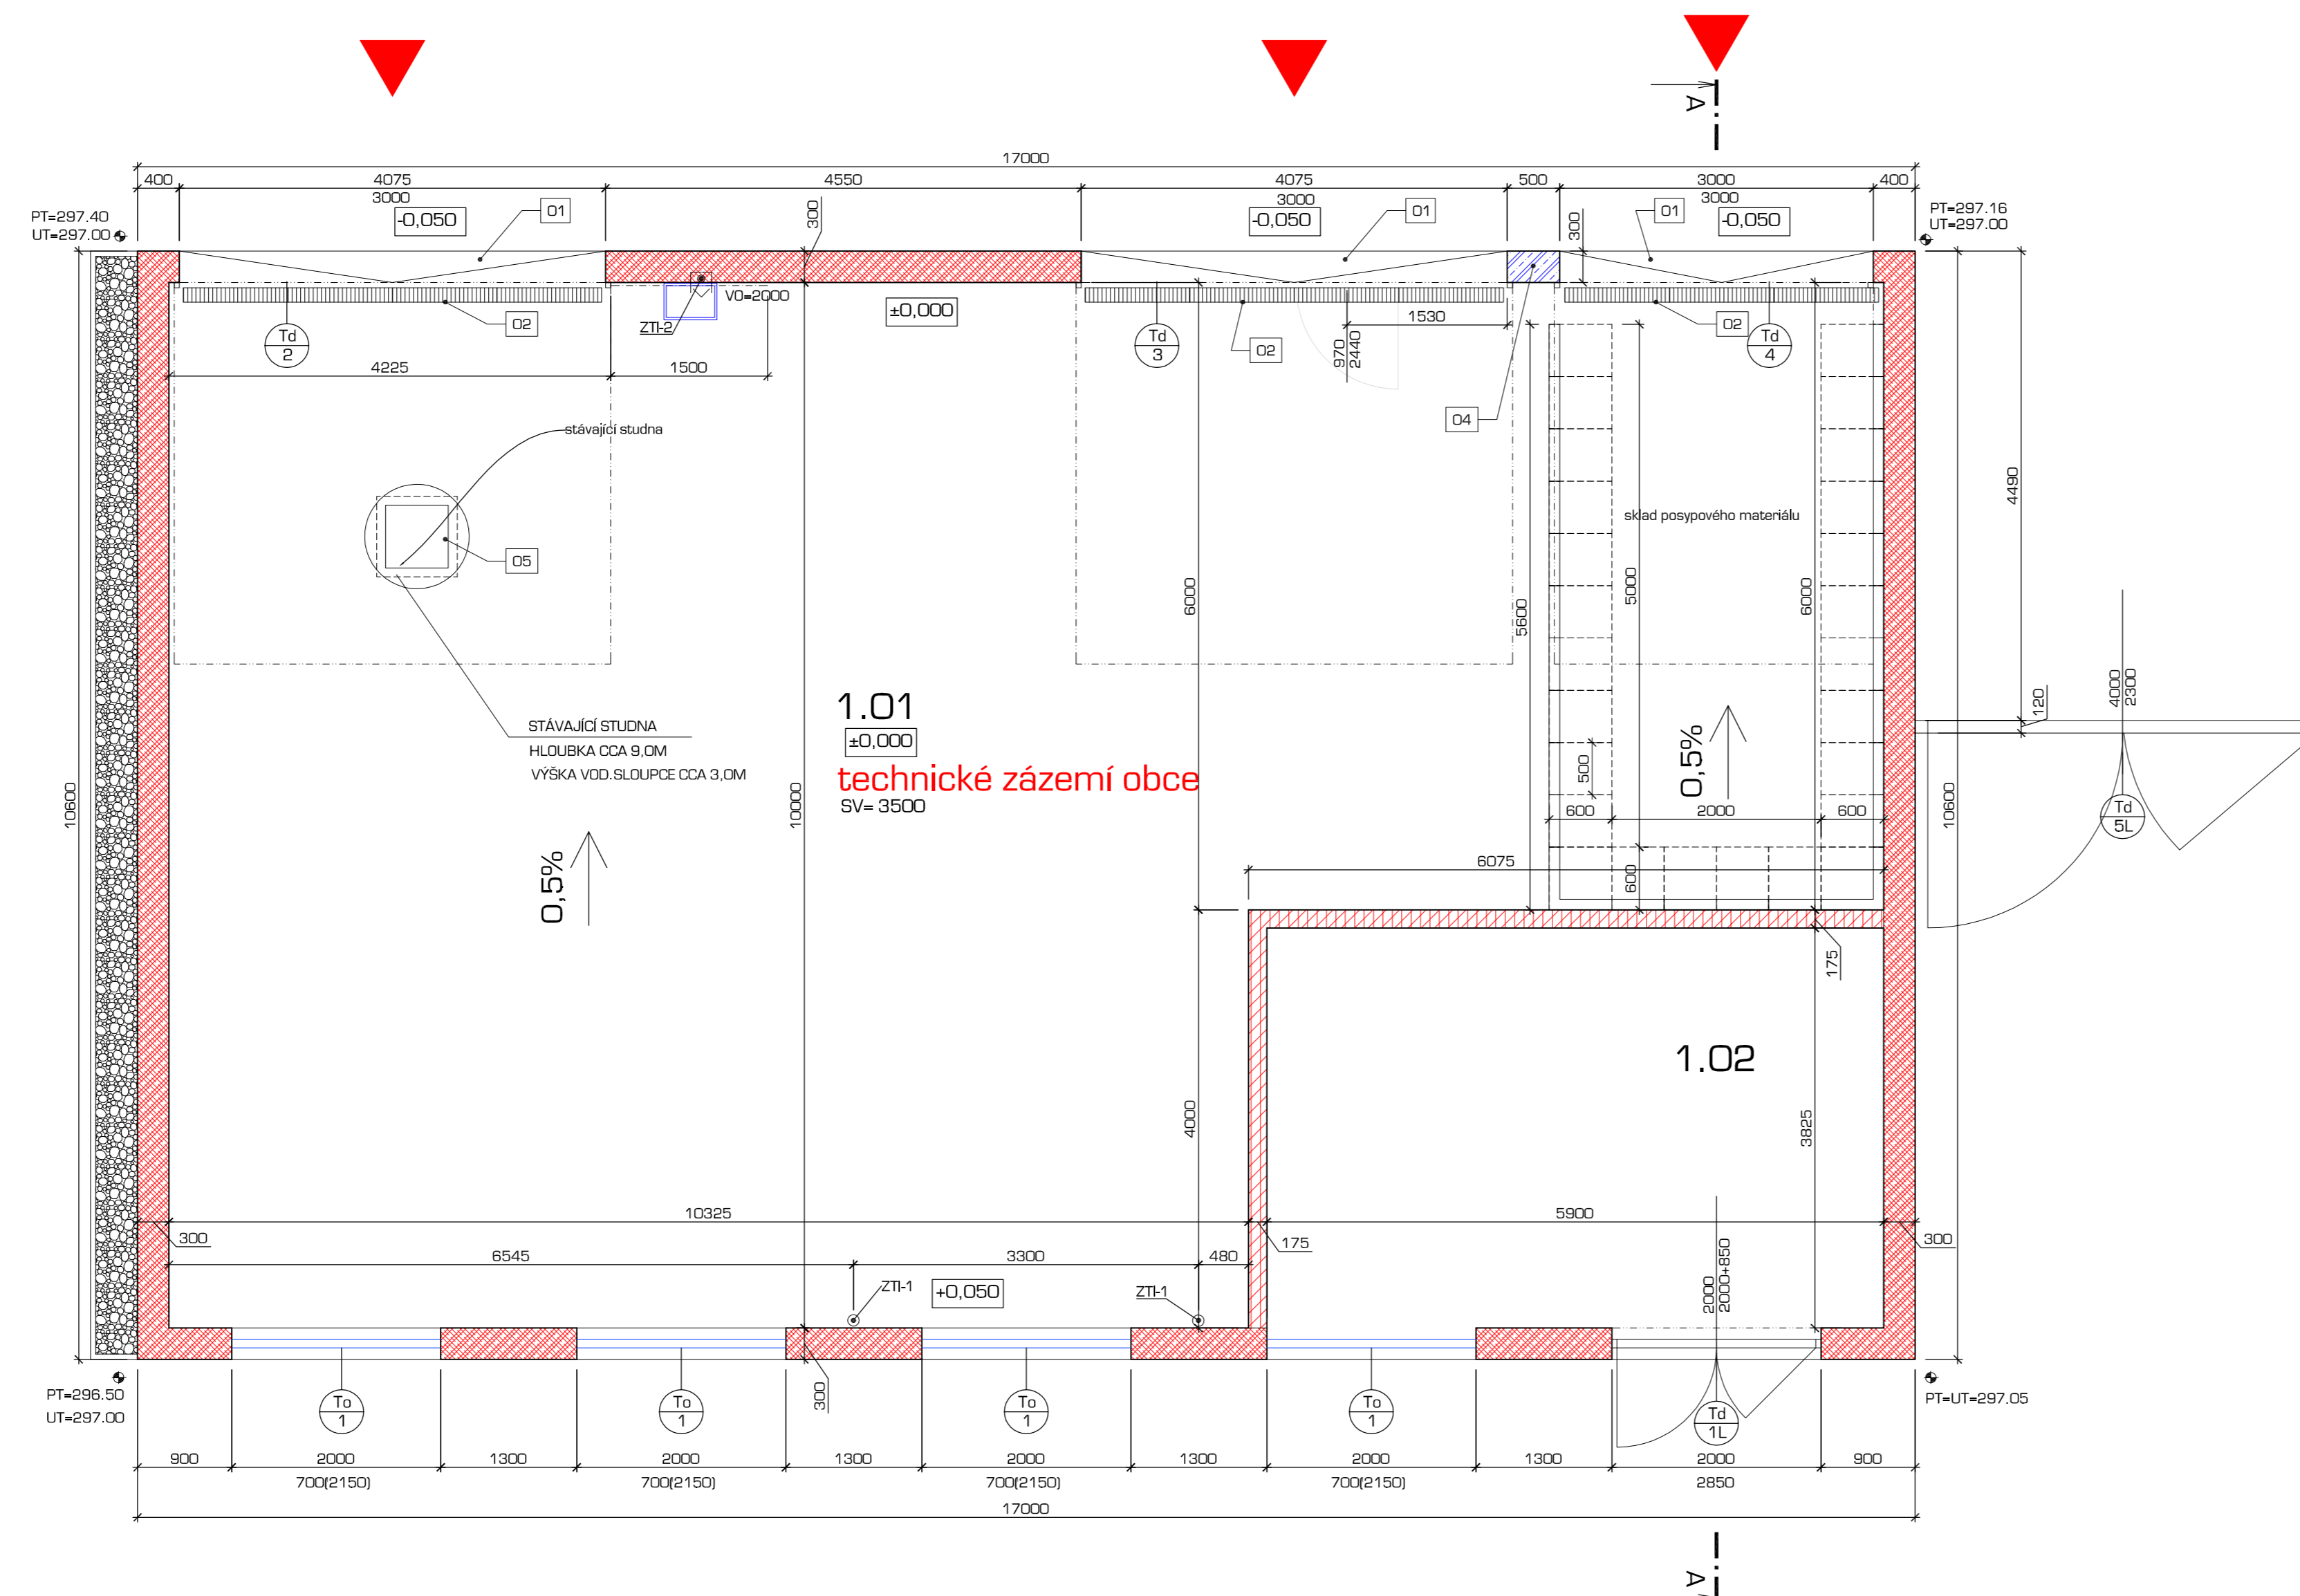 A
17000
400
4075
4550
4075
500
3000
400
3000
3000
3000
PT=297.40
UT=297.00
-0,050
01
300
-0,050
01
300
01
-0,050
PT=297.16
UT=297.00
02
Td
2
ZTI-2
V0=2000
±0,000
Td
3
02
970
2440
1530
02
Td
4
4225
1500
04
stávající studna
05
sklad posypového materiálu
4490
6000
5600
5000
6000
120
4000
2300
STÁVAJÍCÍ STUDNA
HLOUBKA CCA 9,0M
VÝŠKA VOD.SLOUPCE CCA 3,0M
1.01
±0,000
technické zázemí obce
SV= 3500
0,5%
500
0,5%
600
2000
600
Td
5L
10600
10000
10600
6075
600
175
1.02
4000
3825
10325
5900
300
175
300
6545
3300
480
ZTI-1
+0,050
ZTI-1
2000
2000+850
PT=296.50
UT=297.00
To
1
To
1
300
To
1
To
1
Td
1L
PT=UT=297.05
900
2000
1300
2000
1300
2000
1300
2000
1300
2000
900
700(2150)
700(2150)
700(2150)
700(2150)
2850
17000
A